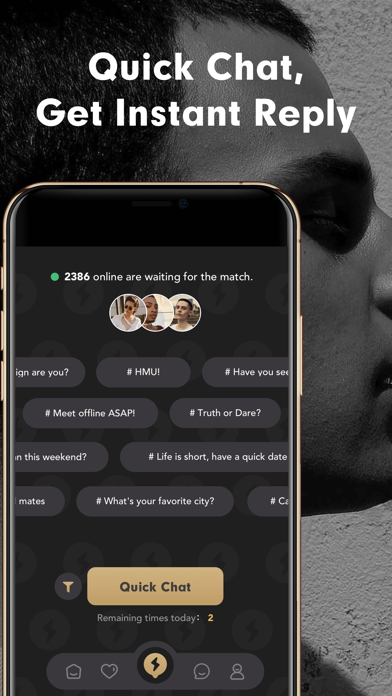 Quick Chat,
Get Instant Reply
2386 online are waiting for the match.
ign are you?
# HMU!
# Have you see
# Meet offline ASAP!
# Truth or Dare?
n this weekend?
# Life is short, have a quick date
mates
# What's your favorite city?
# Ca
Quick Chat
Remaining times today: 2